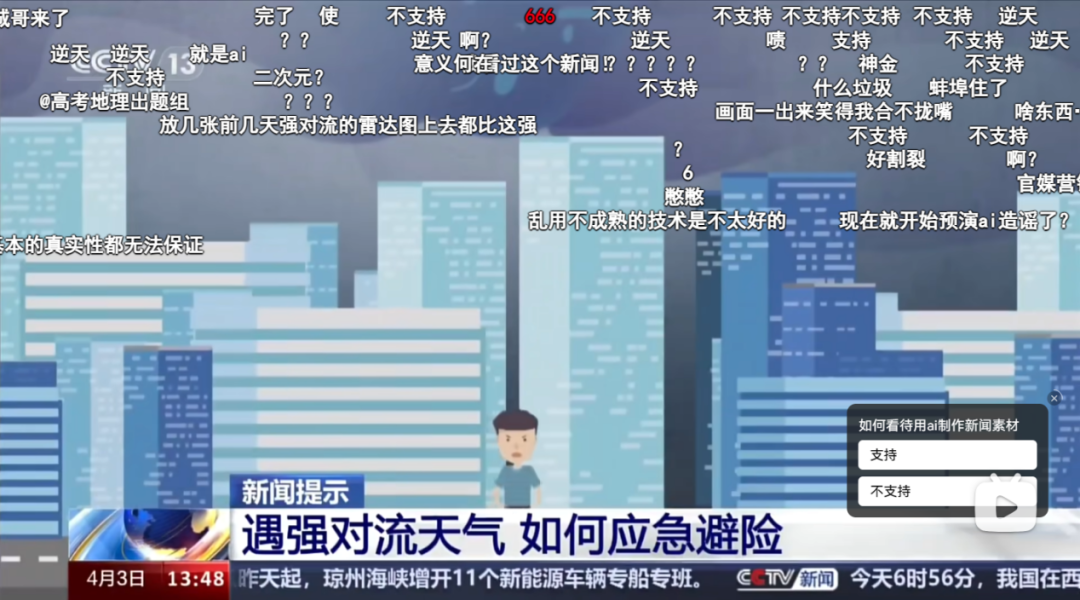 戒哥来了
完了
使
不支持
666
不支持
不支持
不支持不支持
不支持
逆天
逆天
逆天
就是ai
？？
逆天
啊？
逆天
啧
支持
不支持
逆天
CCTV 13
不支持
二次元？
意义何在
看过这个新闻!?？？？？
？？
神金
不支持
@高考地理出题组
？？？
不支持
什么垃圾
蚌埠住了
放几张前几天强对流的雷达图上去都比这强
画面一出来笑得我合不拢嘴
啥东西
？
不支持
不支持
6
好割裂
啊？
憋憋
官媒营
乱用不成熟的技术是不太好的
现在就开始预演ai造谣了？
本的真实性都无法保证
如何看待用ai制作新闻素材
支持
不支持
新闻提示
遇强对流天气 如何应急避险
4月3日 13:48
昨天起，琼州海峡增开11个新能源车辆专船专班。 CCTV新闻 今天6时56分，我国在西